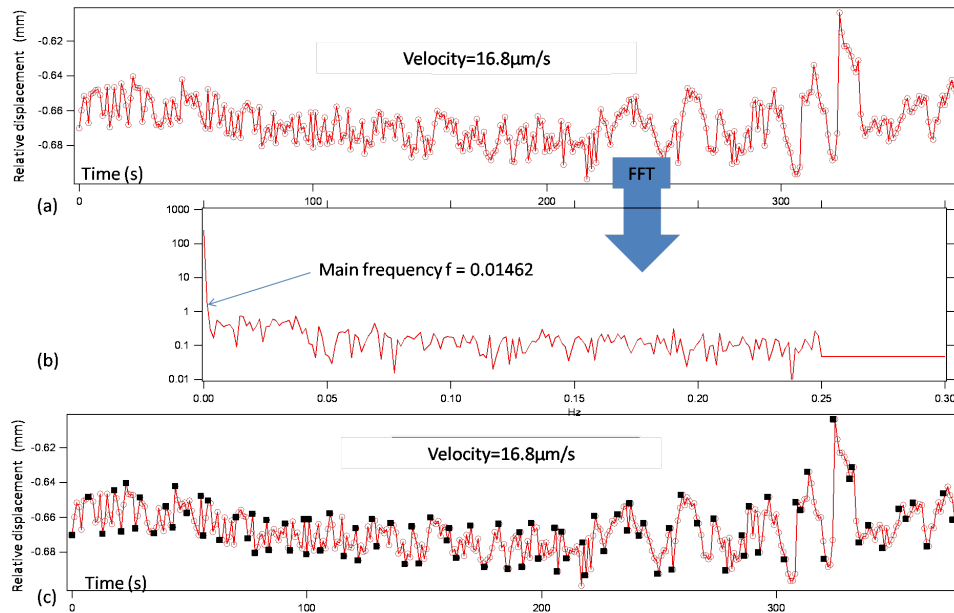 Relative displacement (mm)
-0.62
-0.64
-0.66
-0.68
Velocity=16.8µm/s
Time (s)
0
100
200
300
(a)
FFT
1000
100
10
1
0.1
0.01
Main frequency f = 0.01462
(b)
0.00
0.05
0.10
0.15
0.20
0.25
0.30
Hz
Relative displacement (mm)
-0.62
-0.64
-0.66
-0.68
Velocity=16.8µm/s
Time (s)
(c)
0
100
200
300